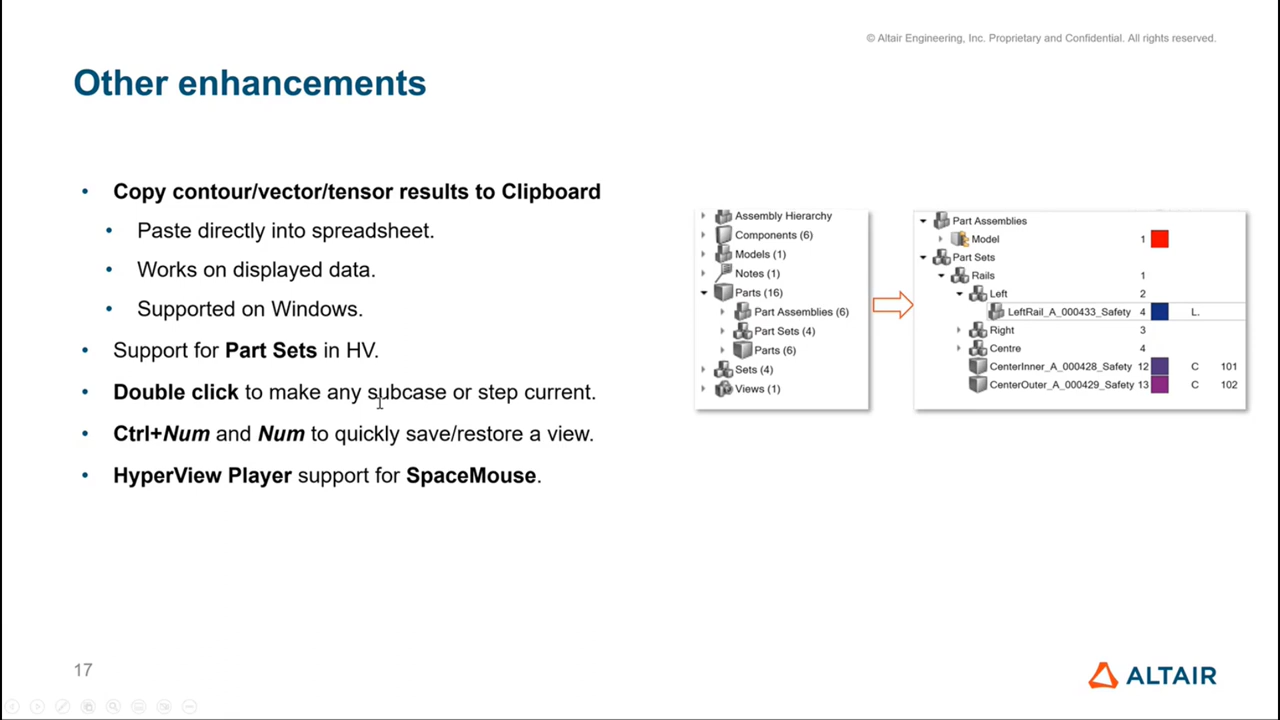 © Altair Engineering, Inc. Proprietary and Confidential. All rights reserved.
Other enhancements
• Copy contour/vector/tensor results to Clipboard
• Paste directly into spreadsheet.
• Works on displayed data.
• Supported on Windows.
• Support for Part Sets in HV.
• Double click to make any subcase or step current.
• Ctrl+Num and Num to quickly save/restore a view.
• HyperView Player support for SpaceMouse.
Assembly Hierarchy
Components (6)
Models (1)
Notes (1)
Parts (16)
Part Assemblies (6)
Part Sets (4)
Parts (6)
Sets (4)
Views (1)
Part Assemblies
Model 1
Part Sets
Rails 1
Left 2
LeftRail_A_000433_Safety 4 L.
Right 3
Centre 4
CenterInner_A_000428_Safety 12 C 101
CenterOuter_A_000429_Safety 13 C 102
17
ALTAIR